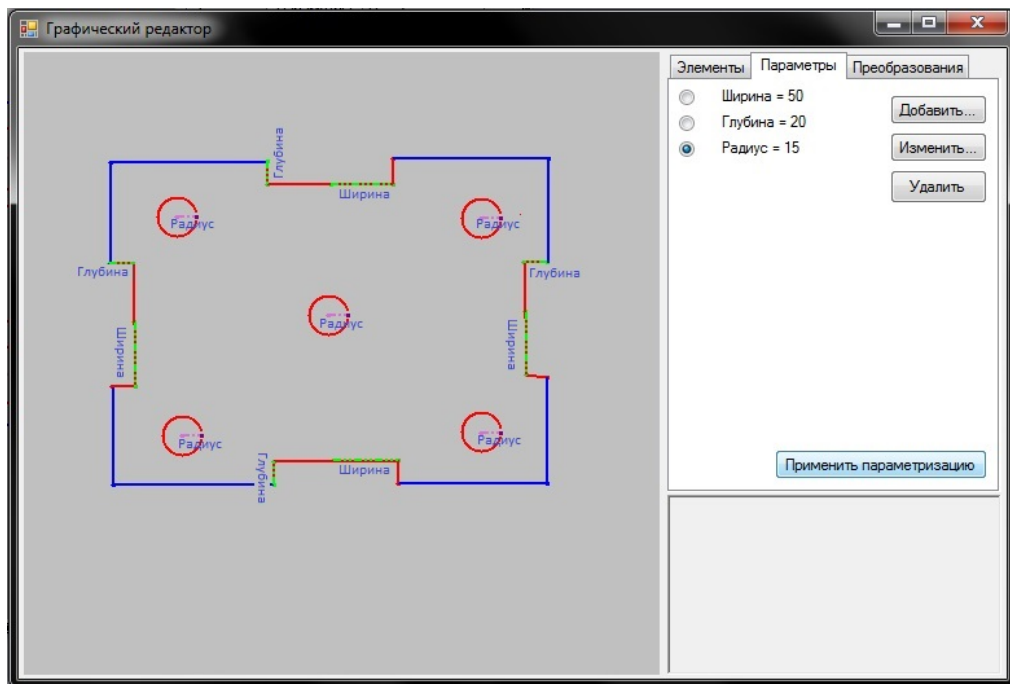 Графический редактор
Элементы
Параметры
Преобразования
Ширина = 50
Глубина = 20
Радиус = 15
Добавить...
Изменить...
Удалить
Применить параметризацию
Глубина
Ширина
Радиус
Радиус
Глубина
Глубина
Радиус
Ширина
Ширина
Радиус
Радиус
Глубина
Ширина